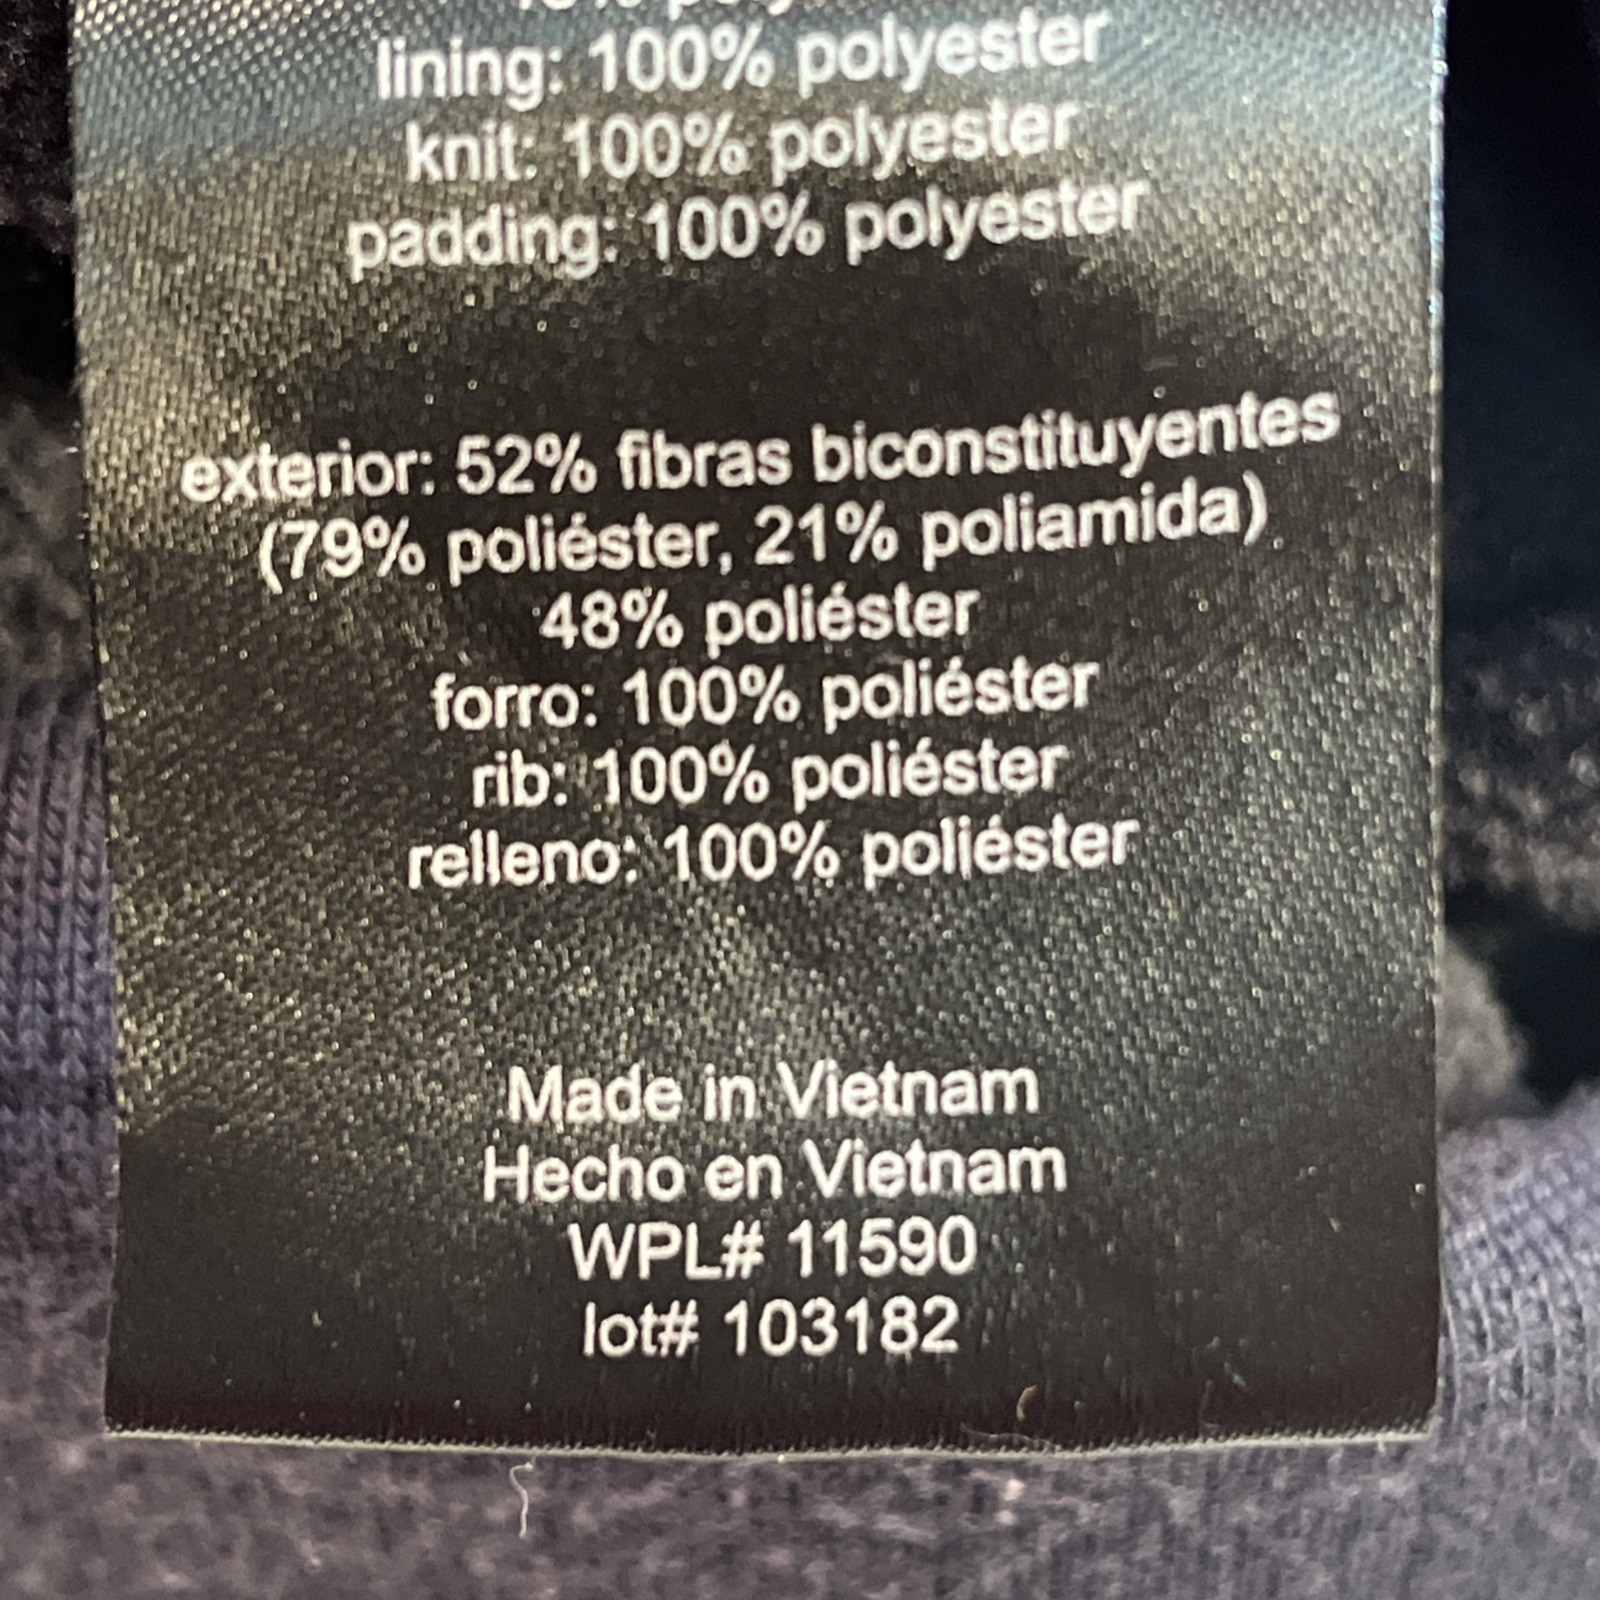 lining: 100% polyester
knit: 100% polyester
padding: 100% polyester
exterior: 52% fibras biconstituyentes
(79% poliéster, 21% poliamida)
48% poliéster
forro: 100% poliéster
rib: 100% poliéster
relleno: 100% poliéster
Made in Vietnam
Hecho en Vietnam
WPL# 11590
lot# 103182